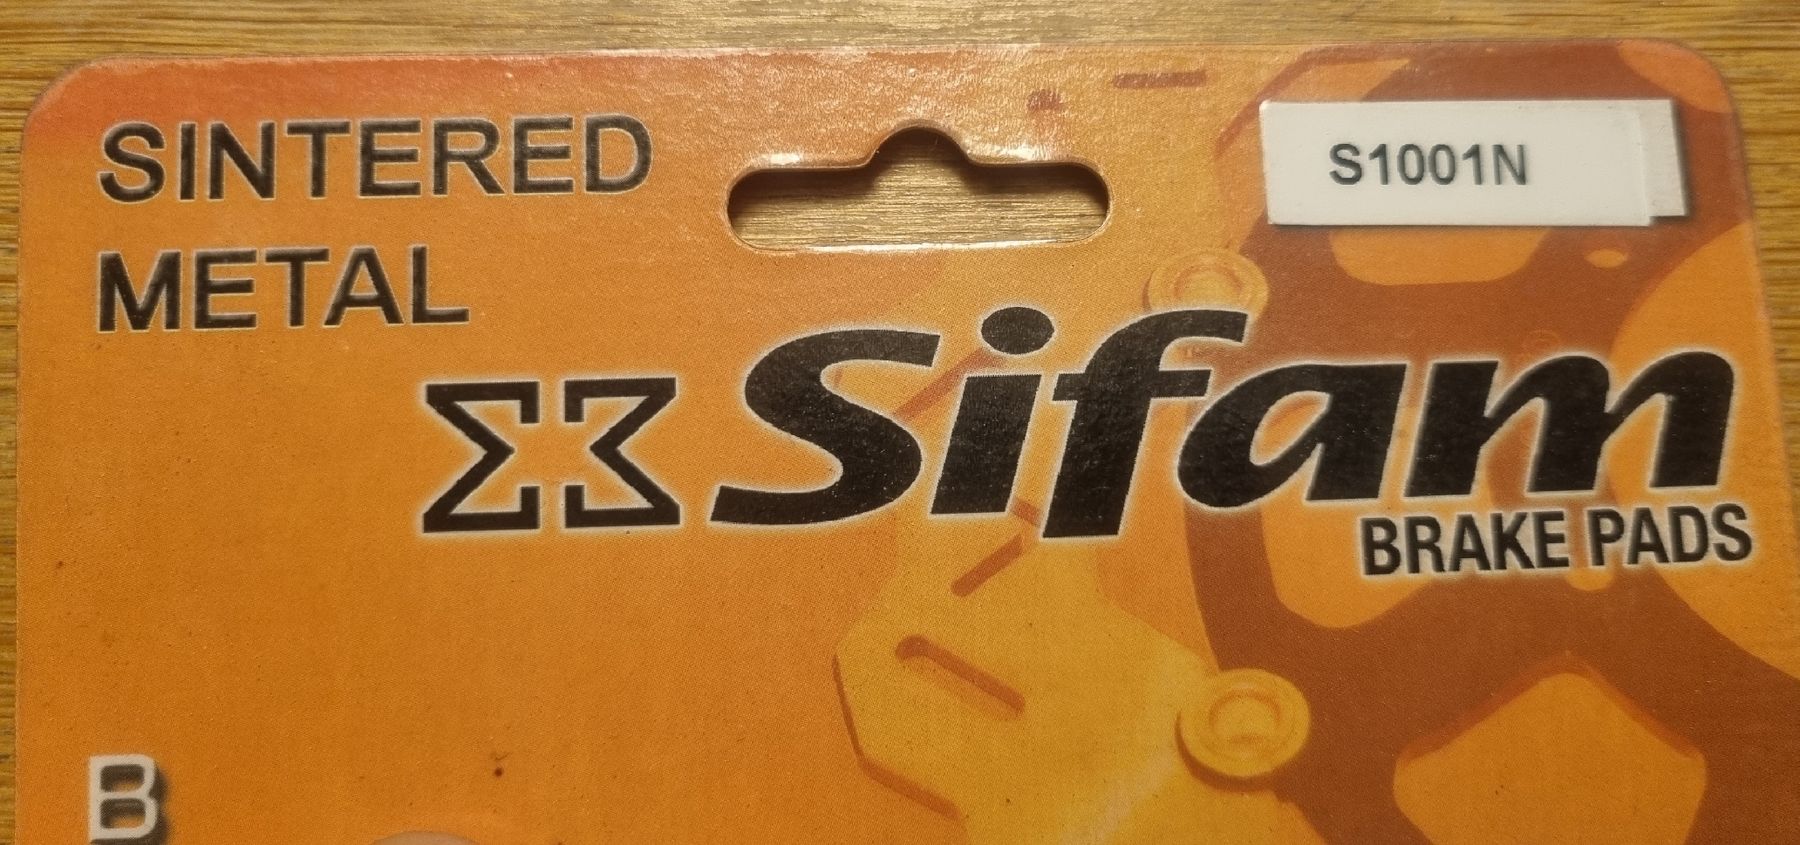 SINTERED
METAL
S1001N
Sifam
BRAKE PADS
B